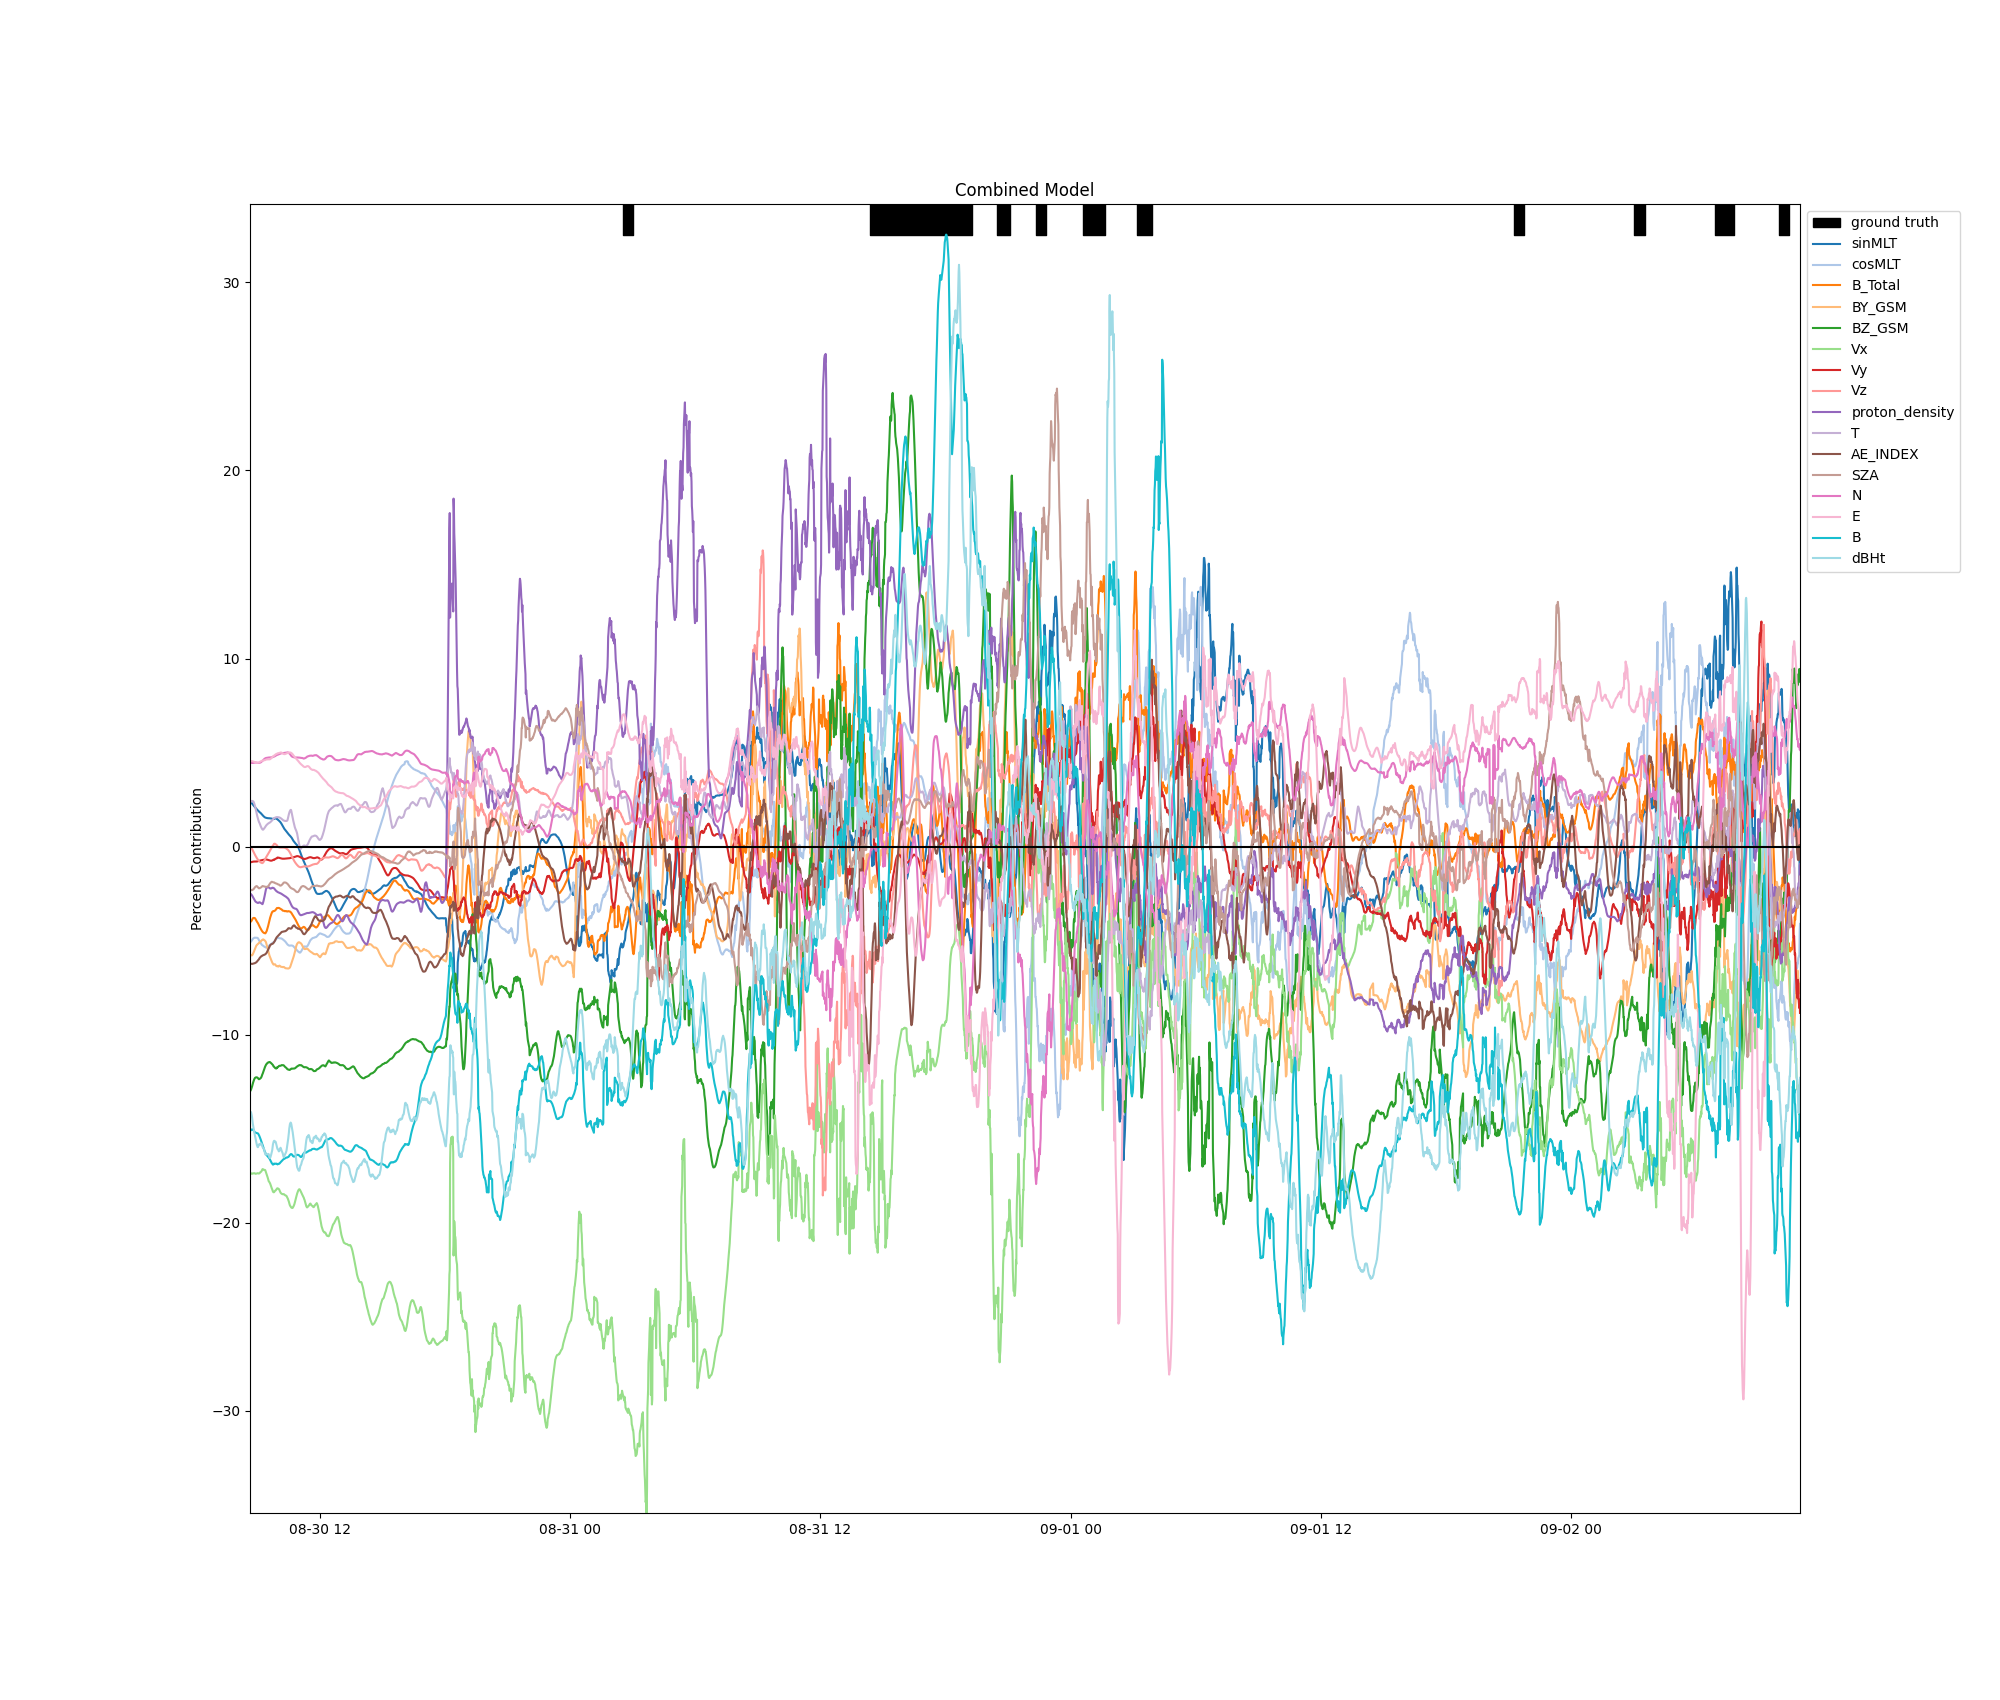 Combined Model
Percent Contribution
30
20
10
0
−10
−20
−30
08-30 12
08-31 00
08-31 12
09-01 00
09-01 12
09-02 00
ground truth
sinMLT
cosMLT
B_Total
BY_GSM
BZ_GSM
Vx
Vy
Vz
proton_density
T
AE_INDEX
SZA
N
E
B
dBHt